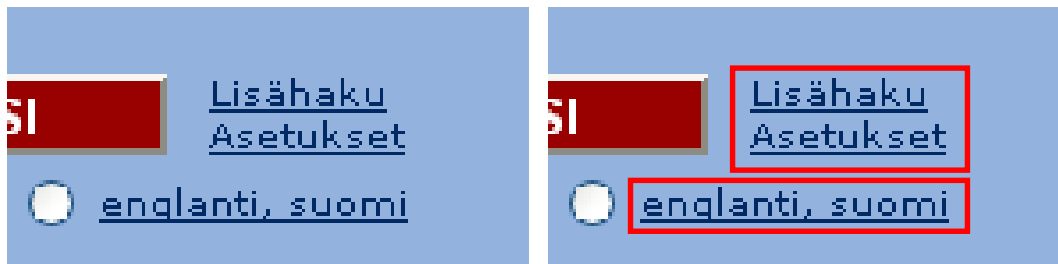 Lisähaku
SI
Asetukset
englanti, suomi
Lisähaku
SI
Asetukset
englanti, suomi